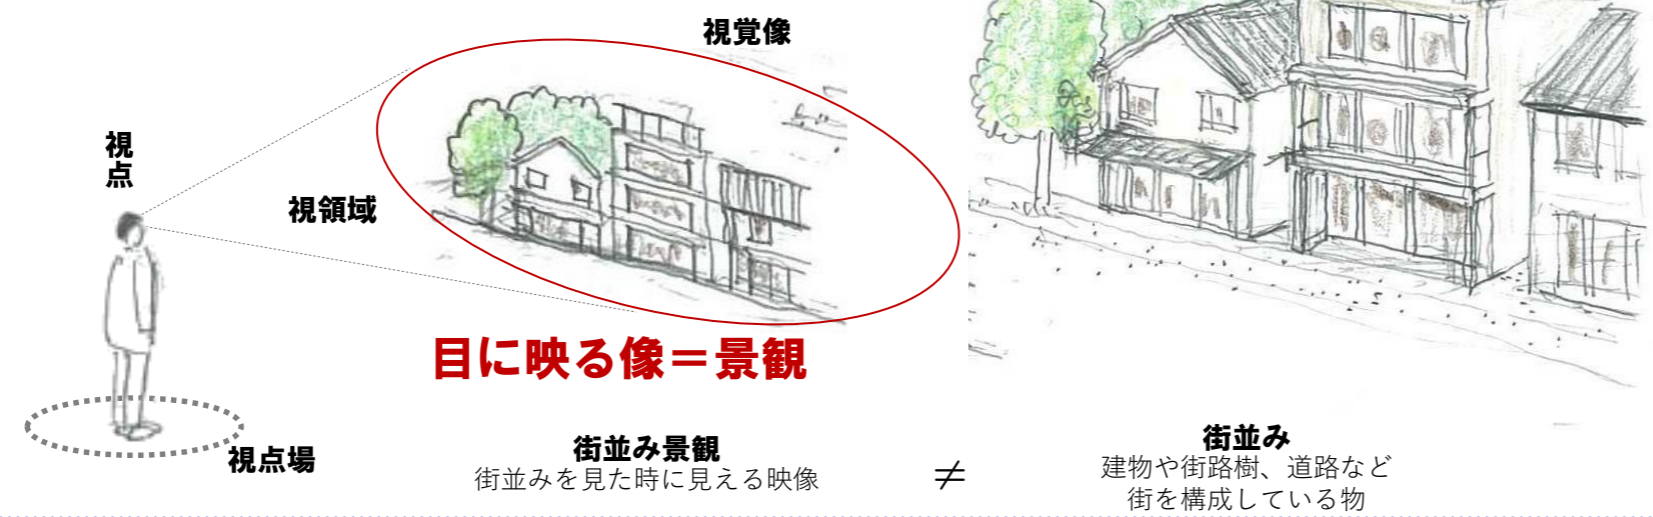 視覚像
視点
視領域
目に映る像＝景観
視点場
街並み景観
街並みを見た時に見える映像
≠
街並み
建物や街路樹、道路など
街を構成している物